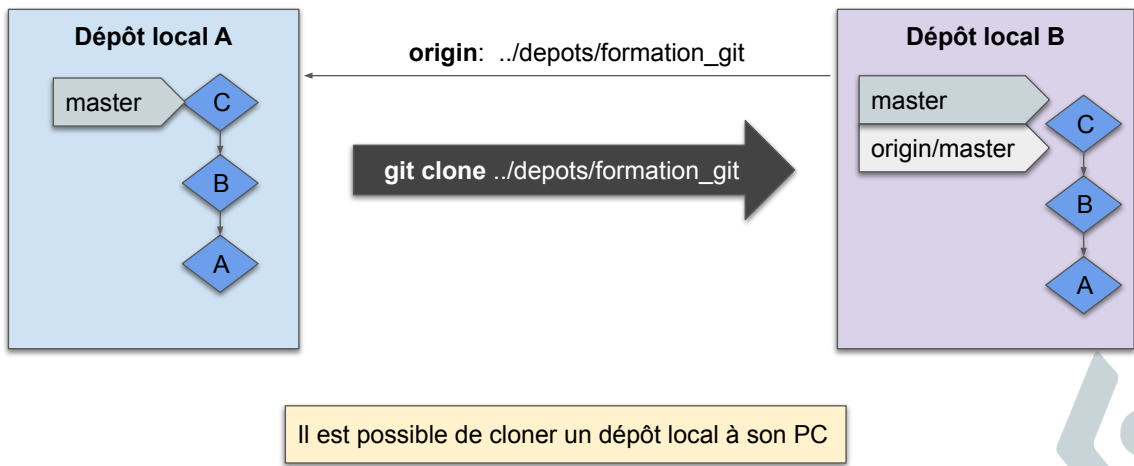 Dépôt local A
master
C
B
A
origin: ../depots/formation_git
git clone ../depots/formation_git
Dépôt local B
master
origin/master
C
B
A
Il est possible de cloner un dépôt local à son PC